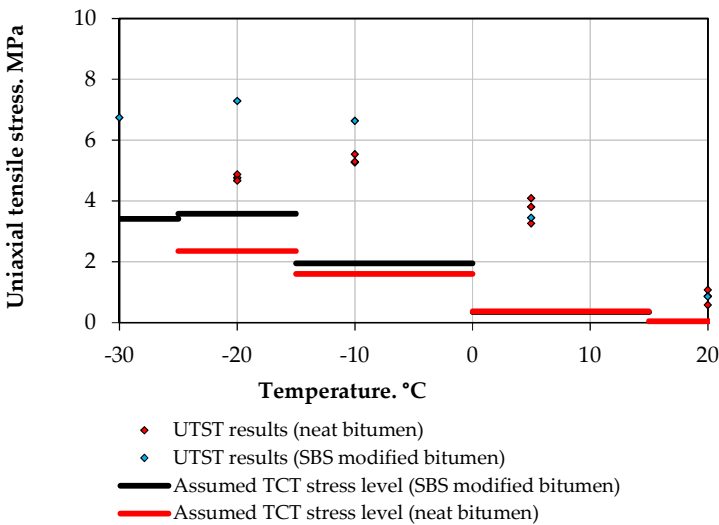 Uniaxial tensile stress. MPa
10
8
6
4
2
0
-30 -20 -10 0 10 20
Temperature. °C
UTST results (neat bitumen)
UTST results (SBS modified bitumen)
Assumed TCT stress level (SBS modified bitumen)
Assumed TCT stress level (neat bitumen)